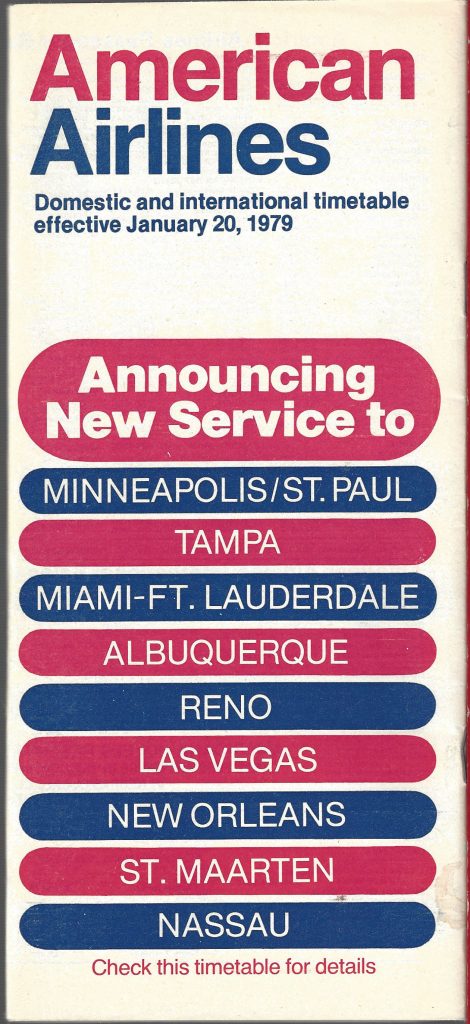 American
Airlines
Domestic and international timetable
effective January 20, 1979
Announcing
New Service to
MINNEAPOLIS/ST. PAUL
TAMPA
MIAMI-FT. LAUDERDALE
ALBUQUERQUE
RENO
LAS VEGAS
NEW ORLEANS
ST. MAARTEN
NASSAU
Check this timetable for details